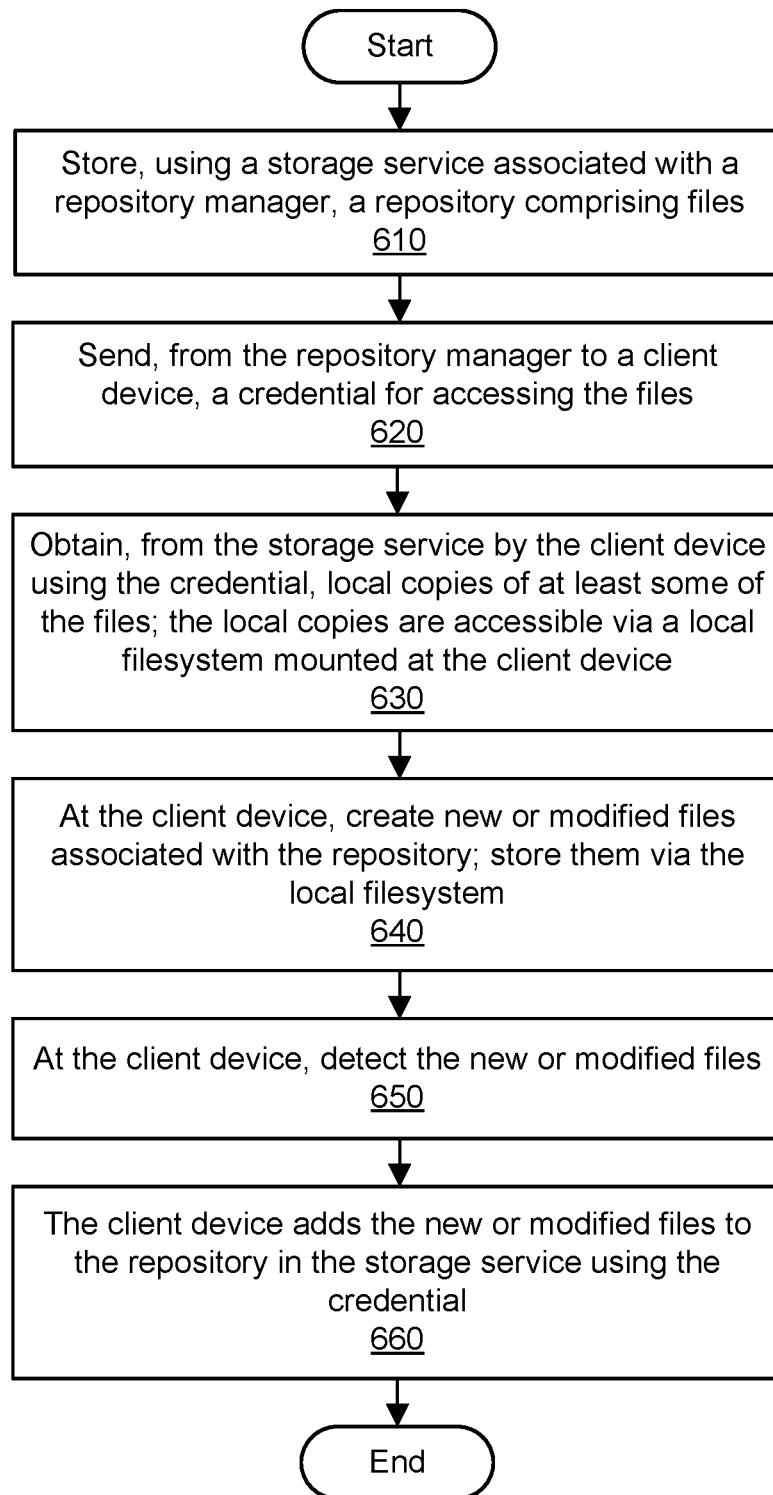 Start
Store, using a storage service associated with a
repository manager, a repository comprising files
610
Send, from the repository manager to a client
device, a credential for accessing the files
620
Obtain, from the storage service by the client device
using the credential, local copies of at least some of
the files; the local copies are accessible via a local
filesystem mounted at the client device
630
At the client device, create new or modified files
associated with the repository; store them via the
local filesystem
640
At the client device, detect the new or modified files
650
The client device adds the new or modified files to
the repository in the storage service using the
credential
660
End